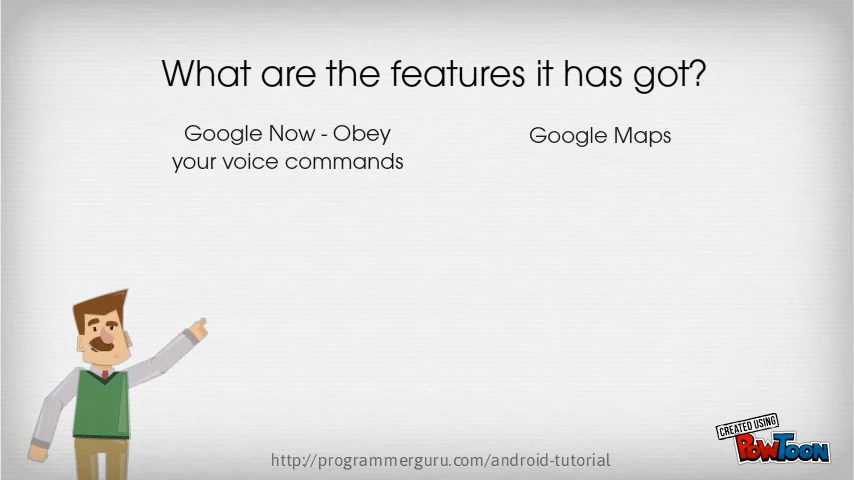 What are the features it has got?
Google Now - Obey
your voice commands
Google Maps
http://programmerguru.com/android-tutorial
CREATED USING
POWTOON